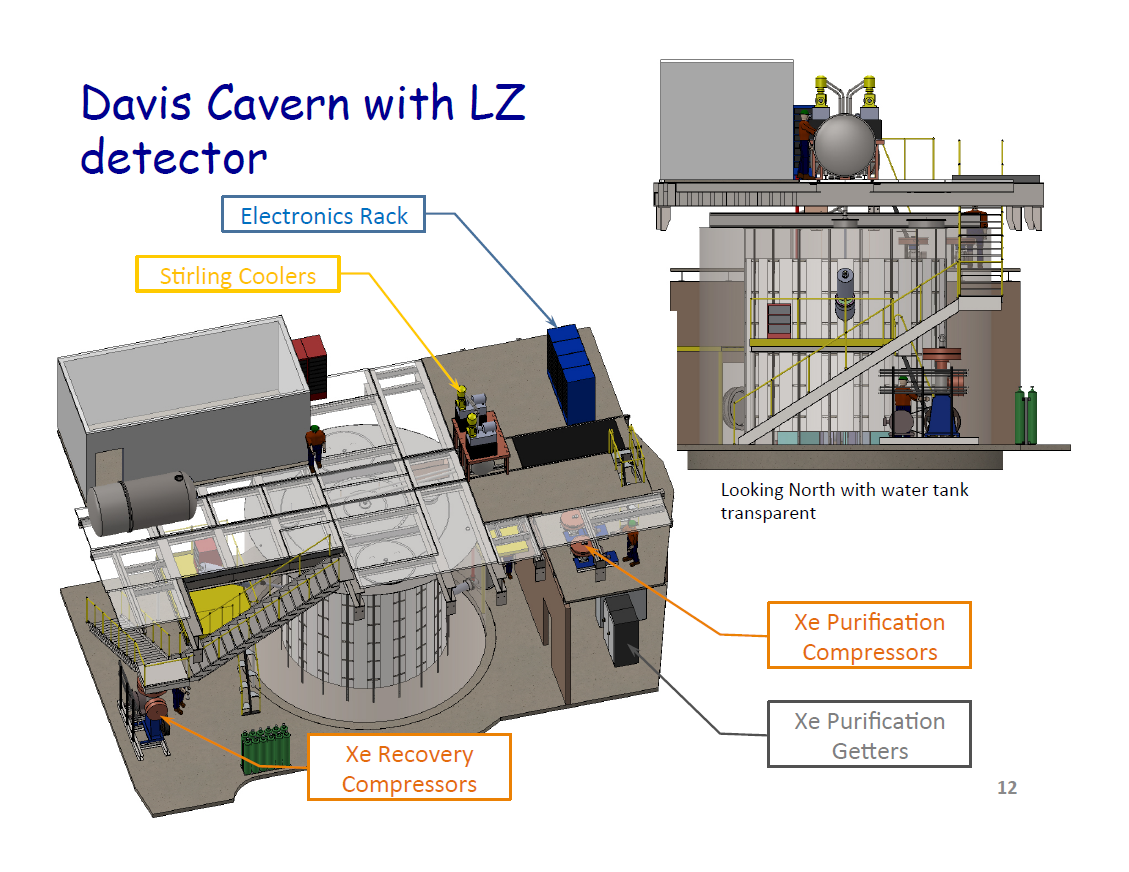 Davis Cavern with LZ
detector
Electronics Rack
Stirling Coolers
Looking North with water tank
transparent
Xe Purification
Compressors
Xe Purification
Getters
Xe Recovery
Compressors
12